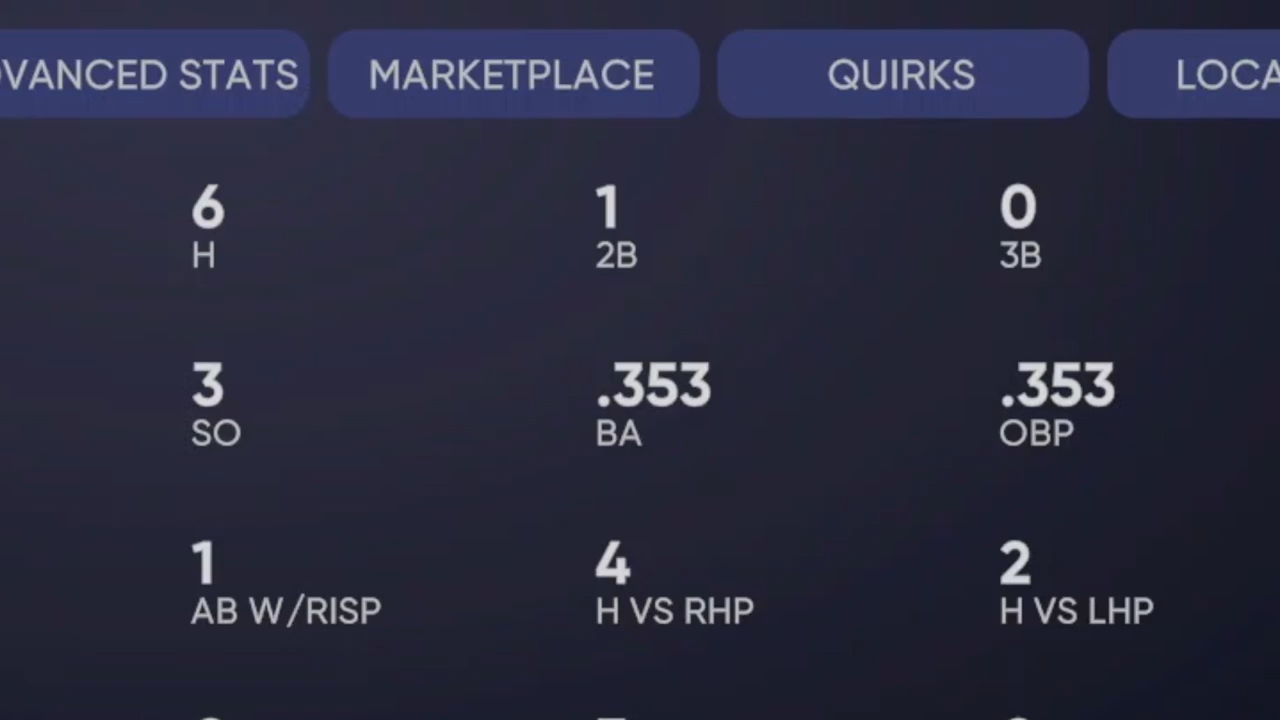 VANCED STATS MARKETPLACE QUIRKS LOCA
6 1 0
H 2B 3B
3 .353 .353
SO BA OBP
1 4 2
AB W/RISP H VS RHP H VS LHP